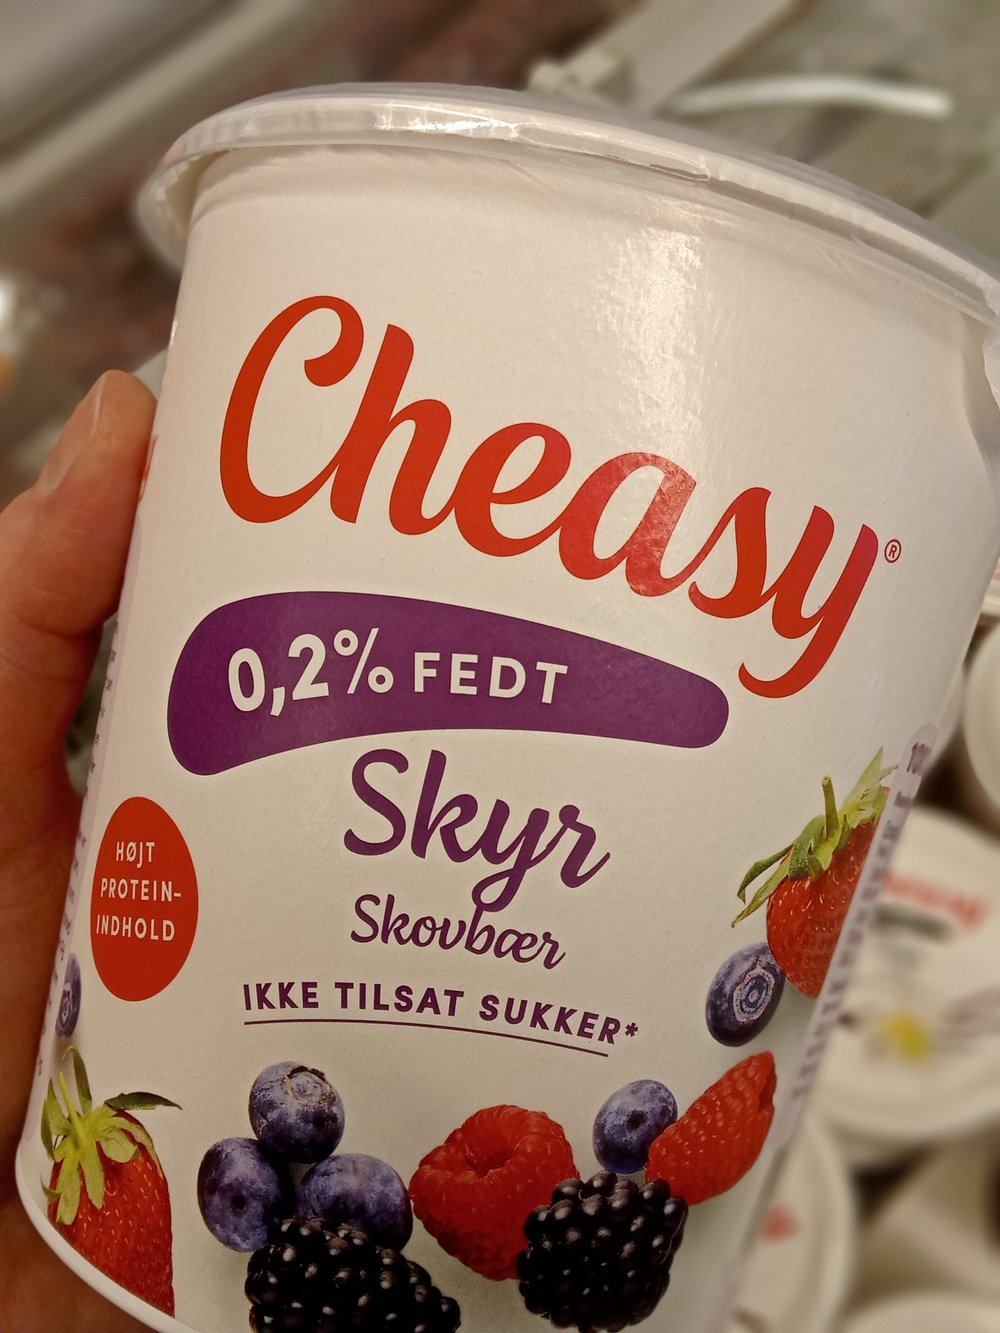 Cheasy®
0,2% FEDT
Skyr
Skovbær
IKKE TILSAT SUKKER*
HØJT
PROTEIN-
INDHOLD